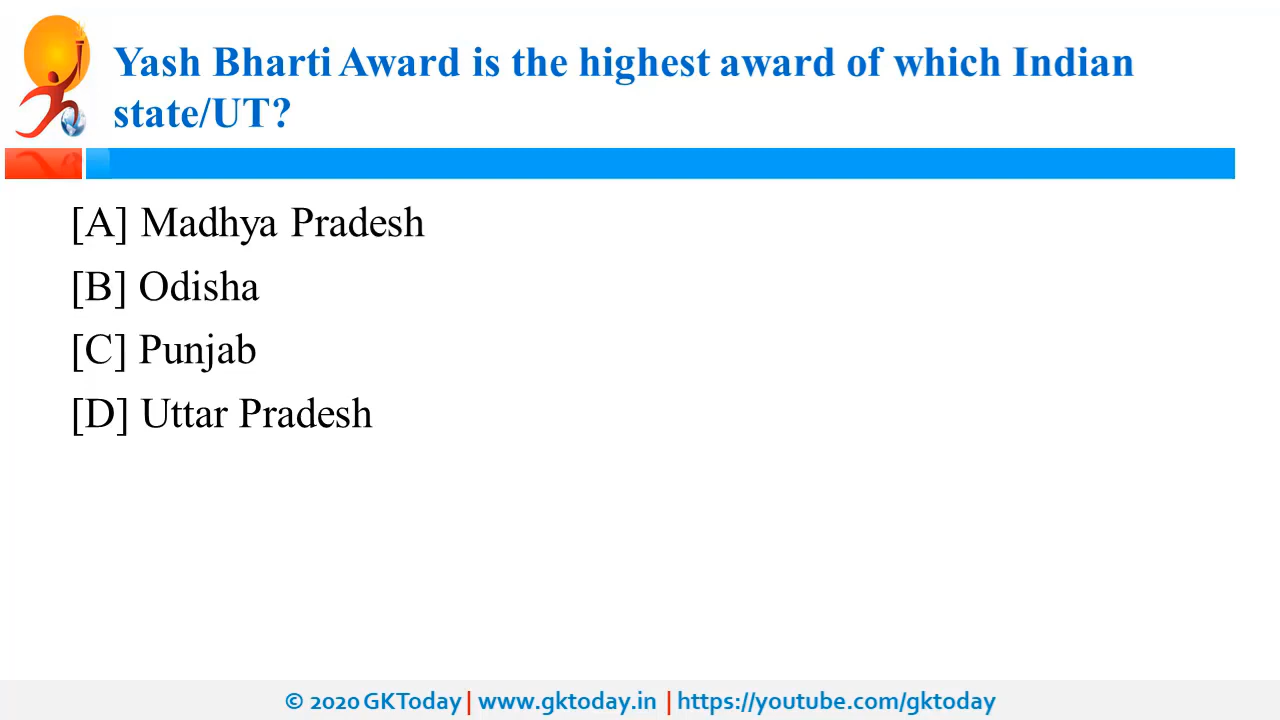 Yash Bharti Award is the highest award of which Indian
state/UT?
[A] Madhya Pradesh
[B] Odisha
[C] Punjab
[D] Uttar Pradesh
© 2020 GKToday | www.gktoday.in | https://youtube.com/gktoday